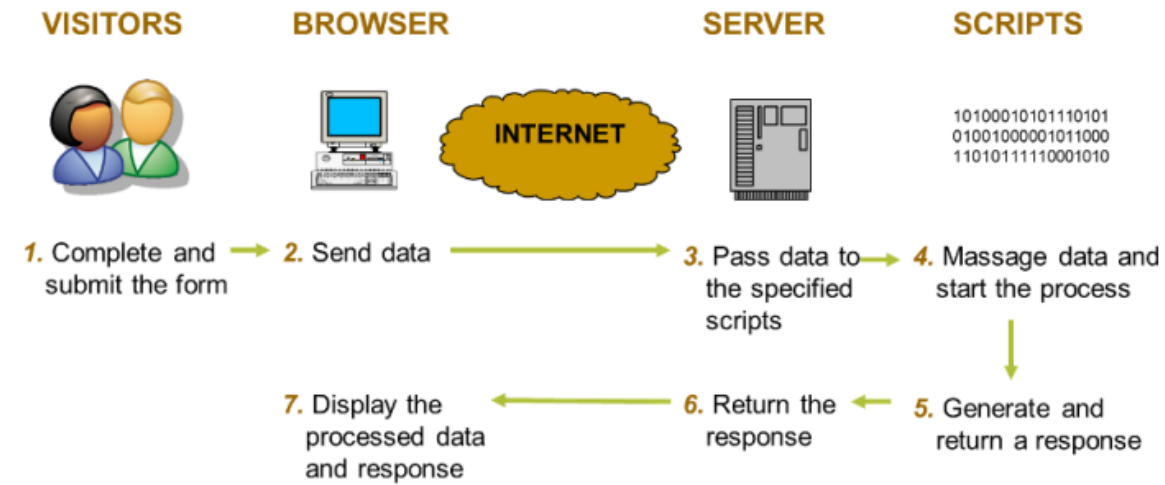 VISITORS
BROWSER
SERVER
SCRIPTS
INTERNET
10100010101110101
01001000001011000
11010111110001010
1. Complete and
submit the form
2. Send data
3. Pass data to
the specified
scripts
4. Massage data and
start the process
5. Generate and
return a response
6. Return the
response
7. Display the
processed data
and response